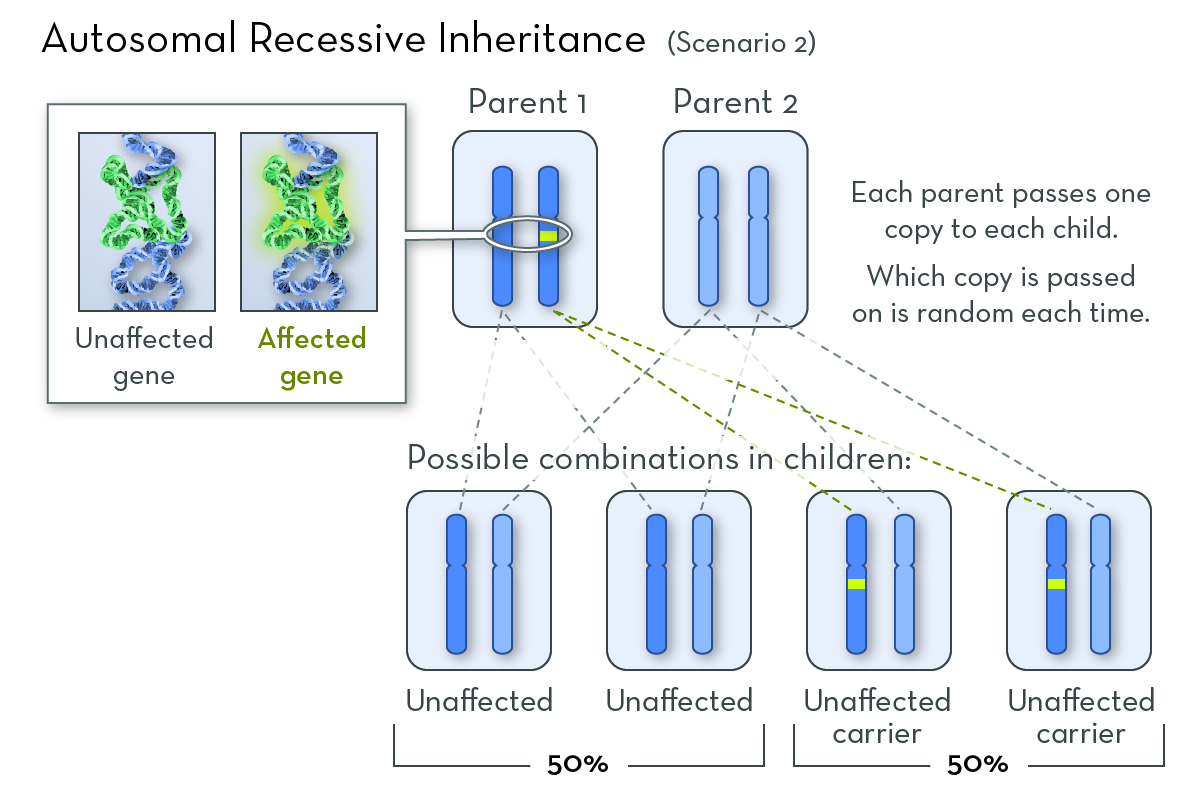 Autosomal Recessive Inheritance (Scenario 2)
Parent 1
Parent 2
Unaffected
gene
Affected
gene
Each parent passes one
copy to each child.
Which copy is passed
on is random each time.
Possible combinations in children:
Unaffected
Unaffected
Unaffected
carrier
Unaffected
carrier
50%
50%